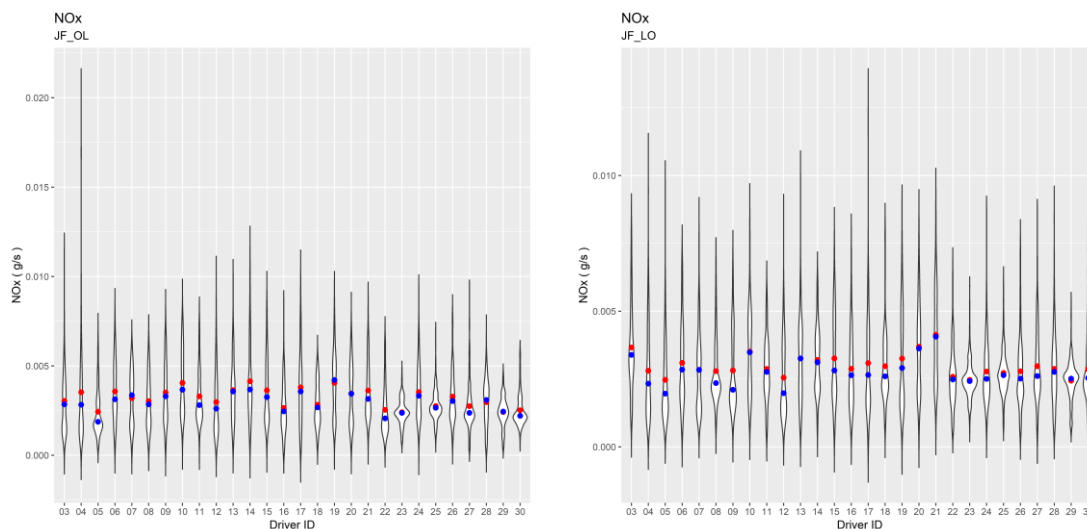 NOx
JF_OL
0.020
0.015
0.010
0.005
0.000
NOx ( g/s )
03 04 05 06 07 08 09 10 11 12 13 14 15 16 17 18 19 20 21 22 23 24 25 26 27 28 29 30
Driver ID
NOx
JF_LO
0.010
0.005
0.000
NOx ( g/s )
03 04 05 06 07 08 09 10 11 12 13 14 15 16 17 18 19 20 21 22 23 24 25 26 27 28 29
Driver ID